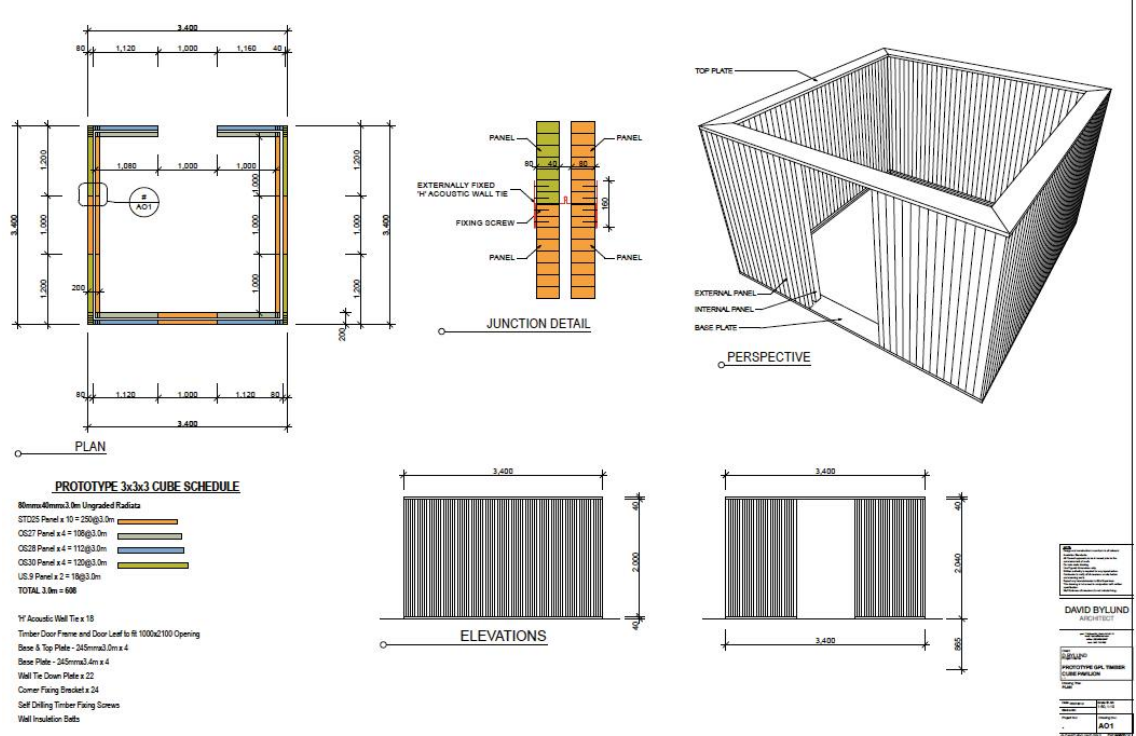 3.400
80 1,120 1,000 1,160 40
3.400
1,200
1,000
1,200
1,080 1,000 1,000
1,000
1,000
1,000
1,200
1,000
1,200
3.400
#
AO1
200
200
80 1.120 1.000 1.120 80
3.400
PLAN
PANEL
PANEL
80 40 80
EXTERNALLY FIXED
'H' ACOUSTIC WALL TIE
160
FIXING SCREW
PANEL
PANEL
JUNCTION DETAIL
TOP PLATE
EXTERNAL PANEL
INTERNAL PANEL
BASE PLATE
PERSPECTIVE
PROTOTYPE 3x3x3 CUBE SCHEDULE
80mmx40mmx3.0m Ungraded Radiata
STD25 Panel x 10 = 250@3.0m
OS27 Panel x 4 = 108@3.0m
OS28 Panel x 4 = 112@3.0m
OS30 Panel x 4 = 120@3.0m
US.9 Panel x 2 = 18@3.0m
TOTAL 3.0m = 608
'H' Acoustic Wall Tie x 18
Timber Door Frame and Door Leaf to fit 1000x2100 Opening
Base & Top Plate - 245mmx3.0m x 4
Base Plate - 245mmx3.4m x 4
Wall Tie Down Plate x 22
Corner Fixing Bracket x 24
Self Drilling Timber Fixing Screws
Wall Insulation Batts
3,400
40
2,000
40
ELEVATIONS
3,400
40
2,040
865
3,400
DAVID BYLUND
ARCHITECT
PROTOTYPE GPL TIMBER
CUBE PAVILION
PLAN
AO1